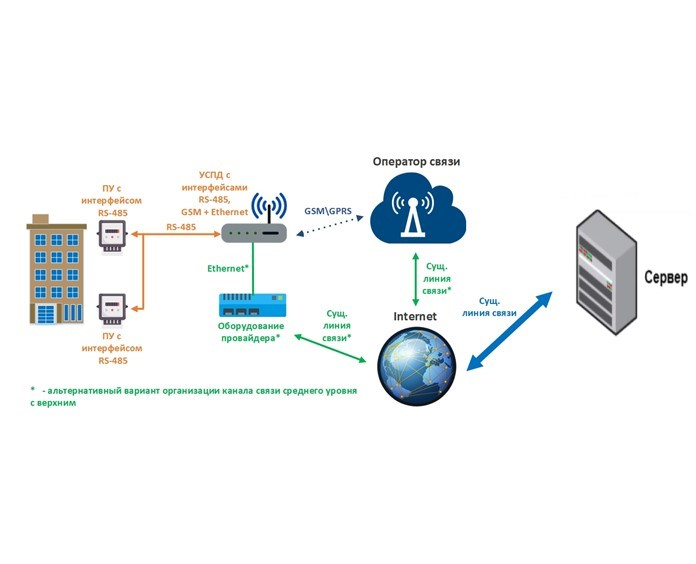 Оператор связи
УСПД с
интерфейсами
RS-485,
GSM + Ethernet
ПУ с
интерфейсом
RS-485
RS-485
GSM\GPRS
Ethernet*
Сущ.
линия
связи*
Сервер
Сущ.
линия связи
Internet
Оборудование
провайдера*
Сущ.
линия
связи*
ПУ с
интерфейсом
RS-485
* - альтернативный вариант организации канала связи среднего уровня
с верхним